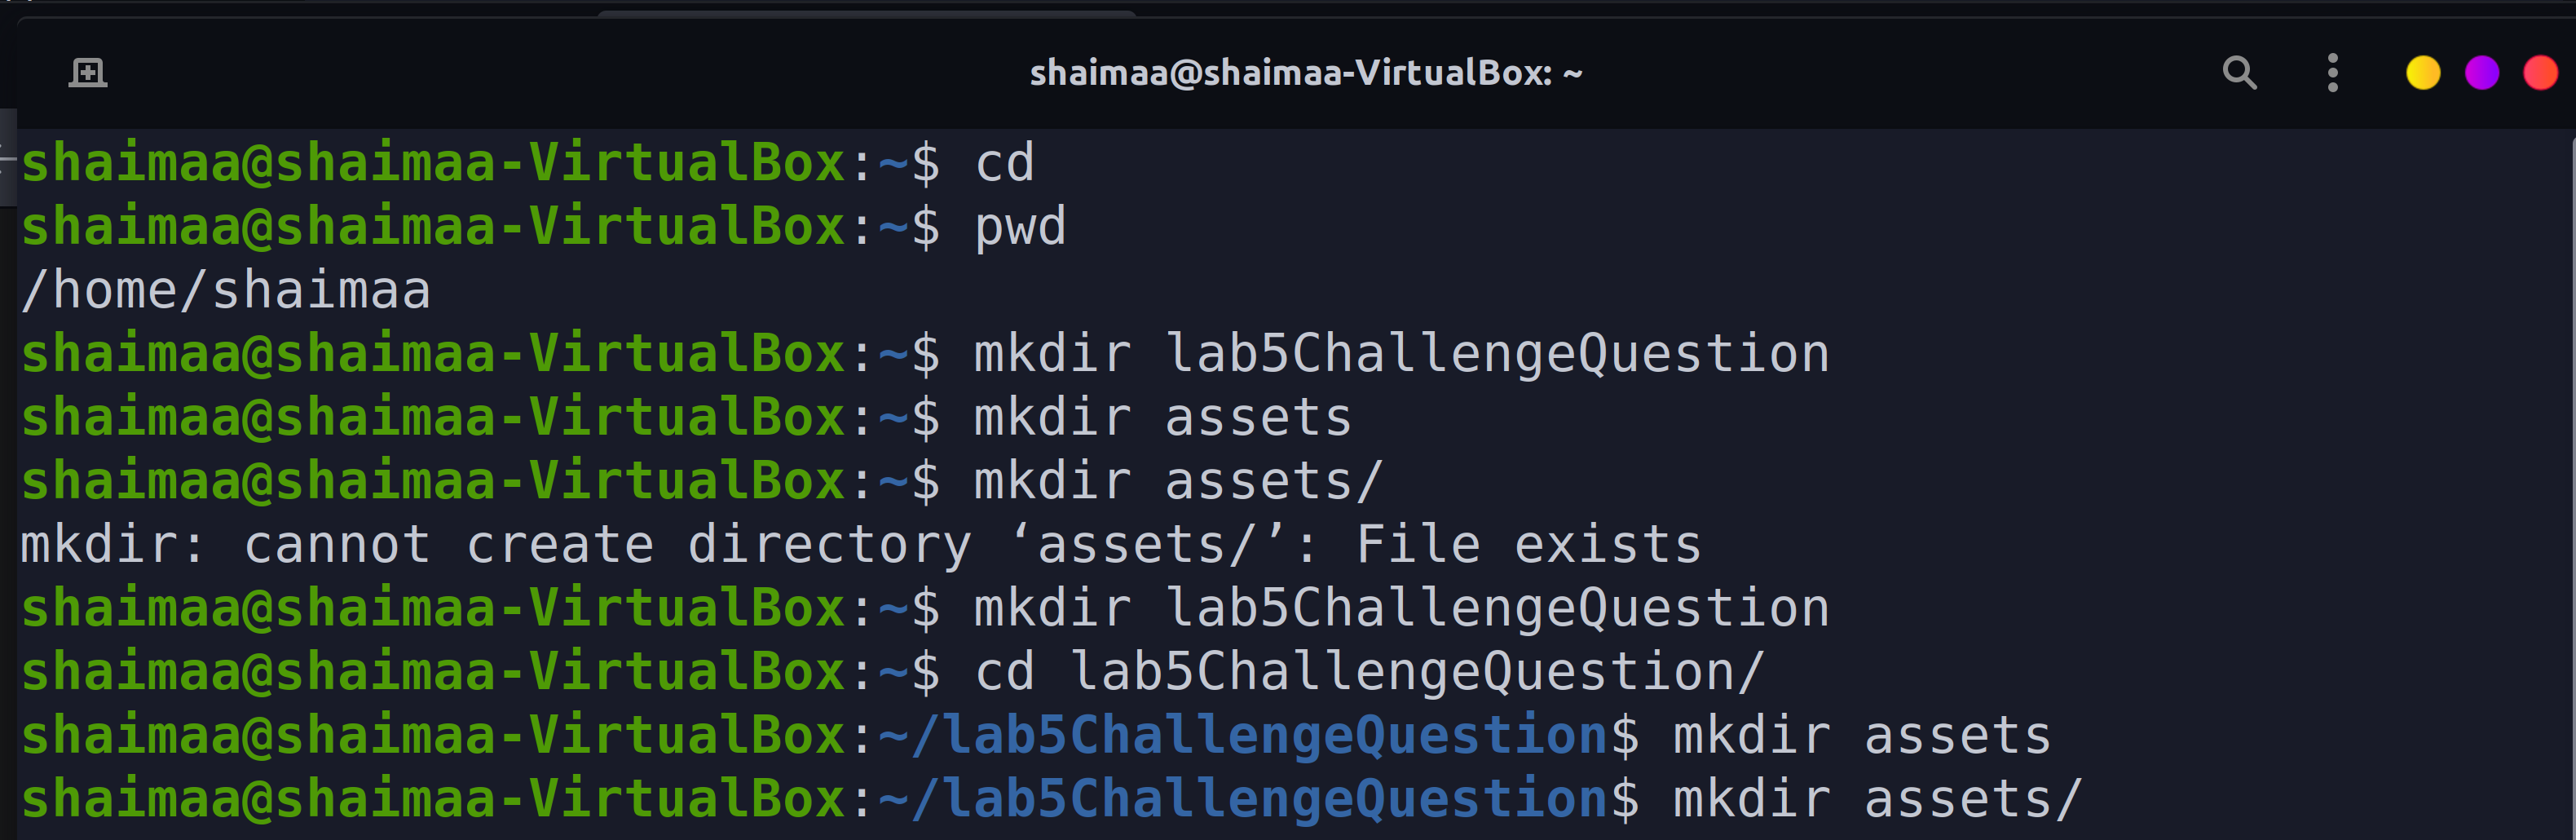 shaimaa@shaimaa-VirtualBox: ~
shaimaa@shaimaa-VirtualBox:~$ cd
shaimaa@shaimaa-VirtualBox:~$ pwd
/home/shaimaa
shaimaa@shaimaa-VirtualBox:~$ mkdir lab5ChallengeQuestion
shaimaa@shaimaa-VirtualBox:~$ mkdir assets
shaimaa@shaimaa-VirtualBox:~$ mkdir assets/
mkdir: cannot create directory ‘assets/’: File exists
shaimaa@shaimaa-VirtualBox:~$ mkdir lab5ChallengeQuestion
shaimaa@shaimaa-VirtualBox:~$ cd lab5ChallengeQuestion/
shaimaa@shaimaa-VirtualBox:~/lab5ChallengeQuestion$ mkdir assets
shaimaa@shaimaa-VirtualBox:~/lab5ChallengeQuestion$ mkdir assets/